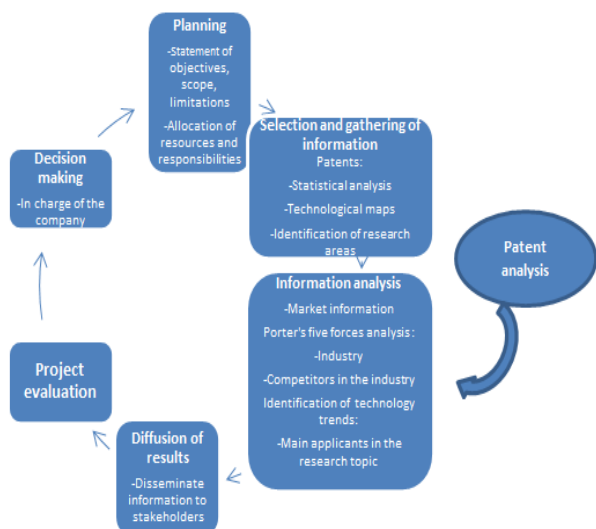 Planning
-Statement of
objectives,
scope,
limitations
-Allocation of
resources and
responsibilities
Selection and gathering of
information
Patents:
-Statistical analysis
-Technological maps
-Identification of research
areas
Information analysis
-Market information
Porter's five forces analysis:
-Industry
-Competitors in the industry
Identification of technology
trends:
-Main applicants in the
research topic
Patent
analysis
Diffusion of
results
-Disseminate
information to
stakeholders
Project
evaluation
Decision
making
-In charge of the
company